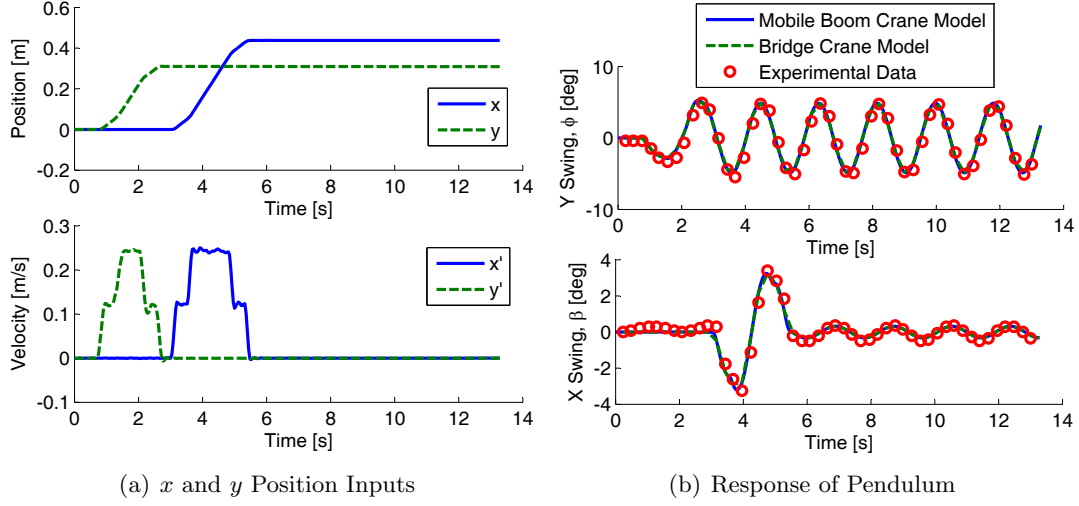 0.6
0.4
0.2
0
-0.2
Position [m]
x
y
0 2 4 6 8 10 12 14
Time [s]
0.3
0.2
0.1
0
-0.1
Velocity [m/s]
x'
y'
0 2 4 6 8 10 12 14
Time [s]
(a) x and y Position Inputs
Mobile Boom Crane Model
Bridge Crane Model
Experimental Data
10
0
-10
Y Swing, ϕ [deg]
0 2 4 6 8 10 12 14
Time [s]
4
2
0
-2
-4
X Swing, β [deg]
0 2 4 6 8 10 12 14
Time [s]
(b) Response of Pendulum